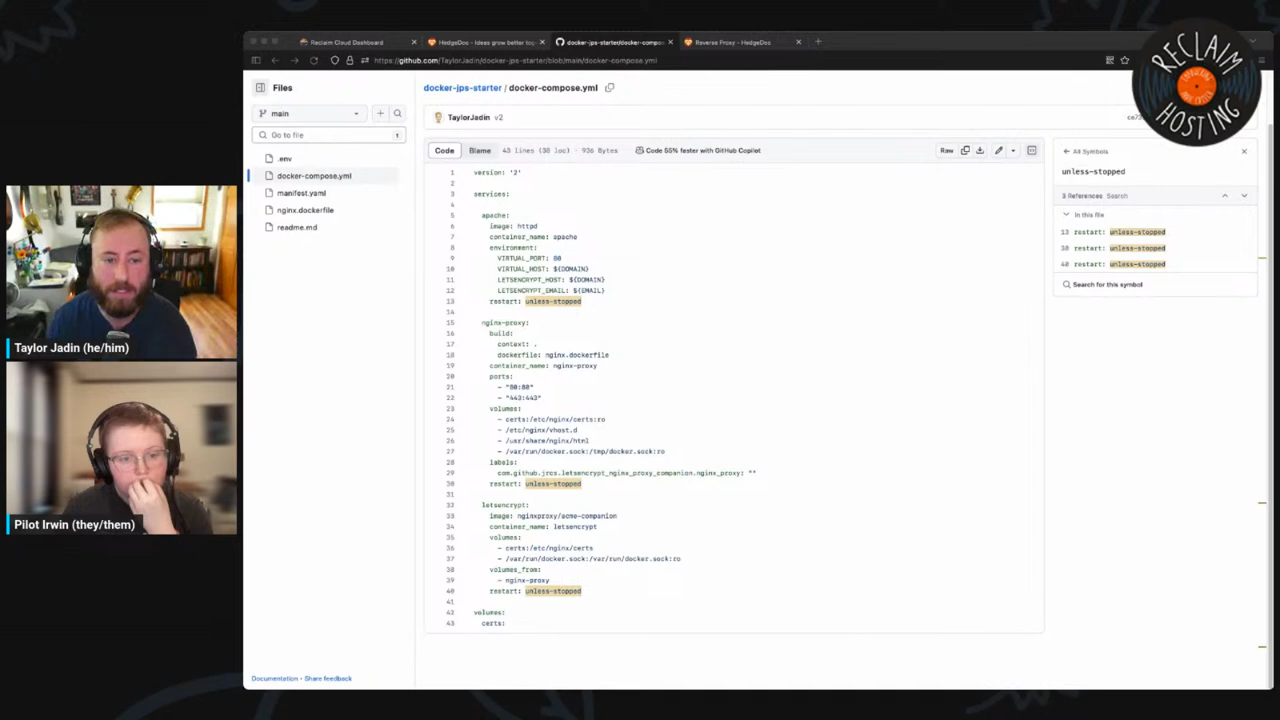 Reclaim Cloud Dashboard
HedgeDoc - Ideas grow better tog
docker-jps-starter/docker-compo
Reverse Proxy - HedgeDoc
https://github.com/TaylorJadin/docker-jps-starter/blob/main/docker-compose.yml
RECLAIM
HOSTING
Files
docker-jps-starter / docker-compose.yml
main
TaylorJadin v2
Go to file
Code Blame 43 lines (38 loc) · 936 Bytes Code 55% faster with GitHub Copilot Raw
All Symbols
unless-stopped
3 References Search
In this file
13 restart: unless-stopped
30 restart: unless-stopped
40 restart: unless-stopped
Search for this symbol
.env
docker-compose.yml
manifest.yaml
nginx.dockerfile
readme.md
1 version: '2'
2
3 services:
4
5 apache:
6 image: httpd
7 container_name: apache
8 environment:
9 VIRTUAL_PORT: 80
10 VIRTUAL_HOST: ${DOMAIN}
11 LETSENCRYPT_HOST: ${DOMAIN}
12 LETSENCRYPT_EMAIL: ${EMAIL}
13 restart: unless-stopped
14
15 nginx-proxy:
16 build:
17 context: .
18 dockerfile: nginx.dockerfile
19 container_name: nginx-proxy
20 ports:
21 - "80:80"
22 - "443:443"
23 volumes:
24 - certs:/etc/nginx/certs:ro
25 - /etc/nginx/vhost.d
26 - /usr/share/nginx/html
27 - /var/run/docker.sock:/tmp/docker.sock:ro
28 labels:
29 com.github.jrcs.letsencrypt_nginx_proxy_companion.nginx_proxy: ""
30 restart: unless-stopped
31
32 letsencrypt:
33 image: nginxproxy/acme-companion
34 container_name: letsencrypt
35 volumes:
36 - certs:/etc/nginx/certs
37 - /var/run/docker.sock:/var/run/docker.sock:ro
38 volumes_from:
39 - nginx-proxy
40 restart: unless-stopped
41
42 volumes:
43 certs:
Documentation • Share feedback
Taylor Jadin (he/him)
Pilot Irwin (they/them)